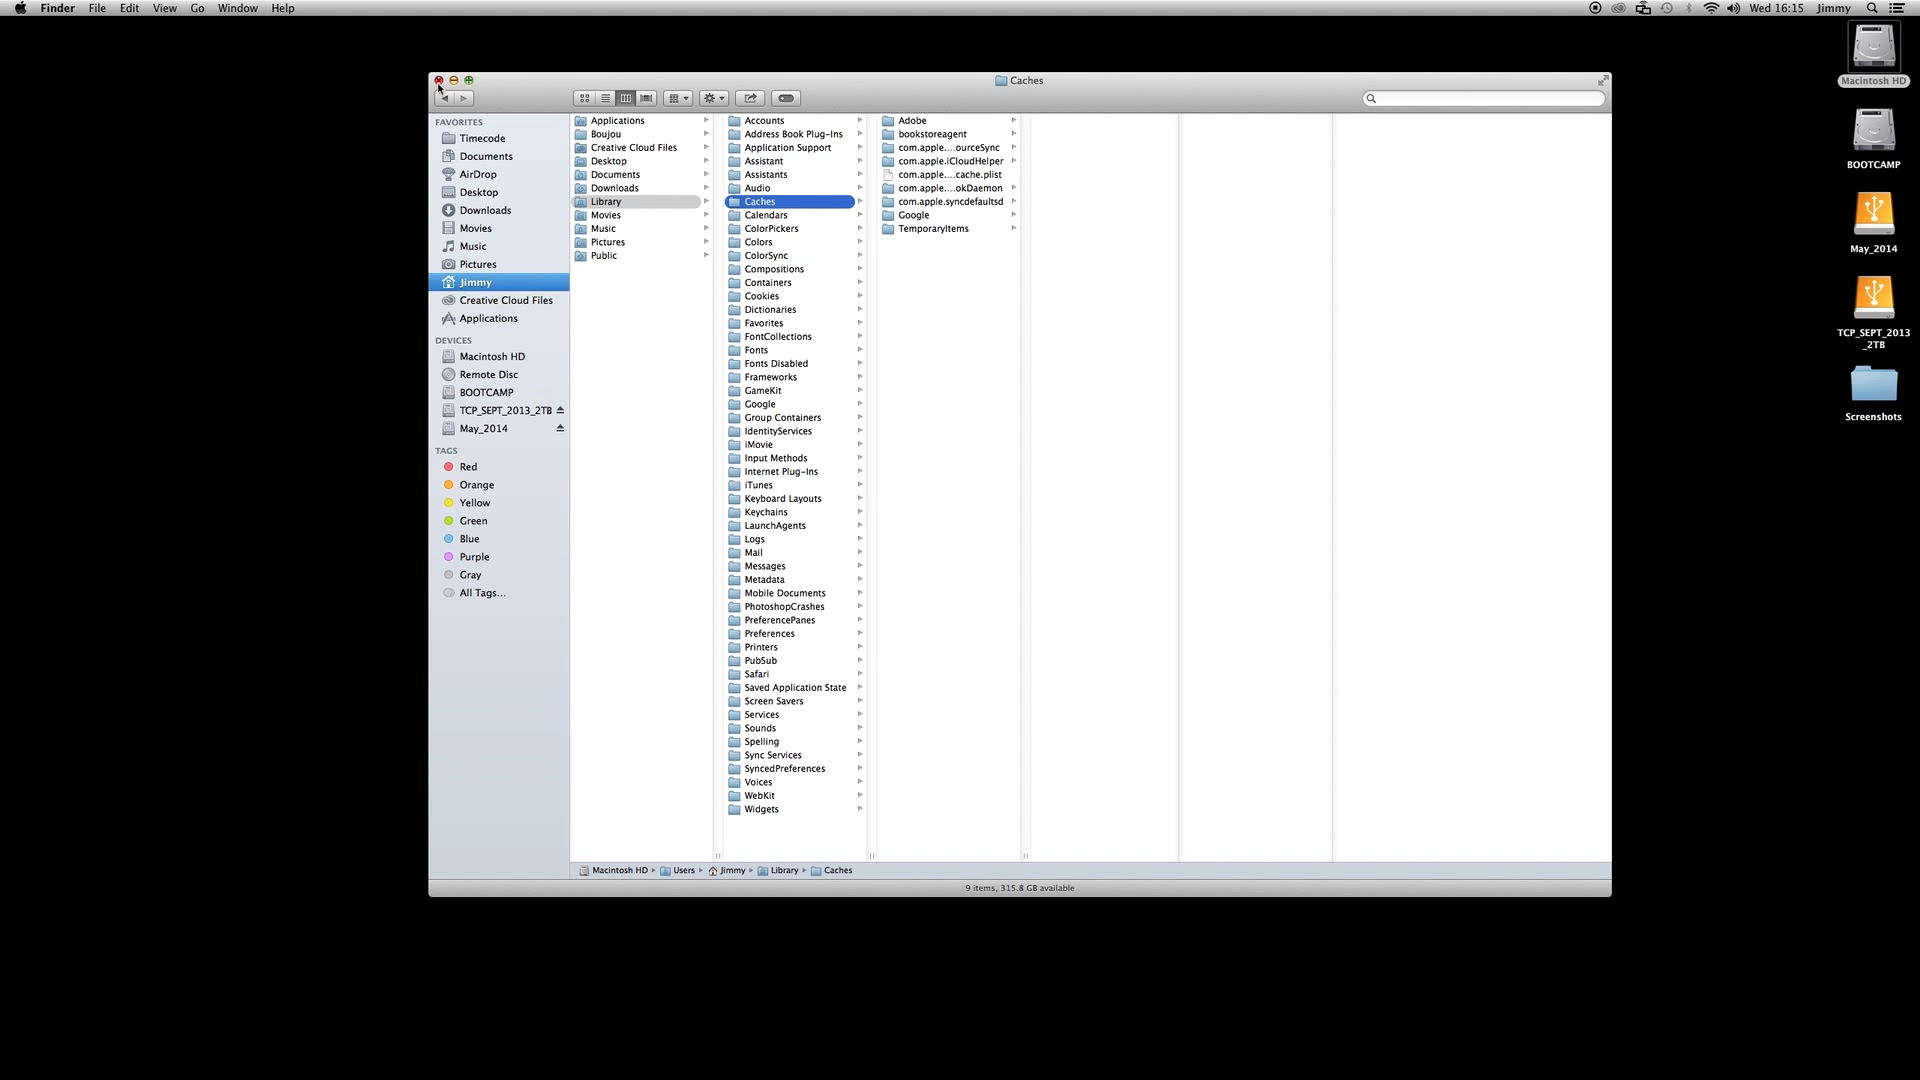 Finder File Edit View Go Window Help
Wed 16:15 Jimmy
Caches
FAVORITES
Timecode
Documents
AirDrop
Desktop
Downloads
Movies
Music
Pictures
Jimmy
Creative Cloud Files
Applications
DEVICES
Macintosh HD
Remote Disc
BOOTCAMP
TCP_SEPT_2013_2TB
May_2014
TAGS
Red
Orange
Yellow
Green
Blue
Purple
Gray
All Tags...
Applications
Boujou
Creative Cloud Files
Desktop
Documents
Downloads
Library
Movies
Music
Pictures
Public
Accounts
Address Book Plug-Ins
Application Support
Assistant
Assistants
Audio
Caches
Calendars
ColorPickers
Colors
ColorSync
Compositions
Containers
Cookies
Dictionaries
Favorites
FontCollections
Fonts
Fonts Disabled
Frameworks
GameKit
Google
Group Containers
IdentityServices
iMovie
Input Methods
Internet Plug-Ins
iTunes
Keyboard Layouts
Keychains
LaunchAgents
Logs
Mail
Messages
Metadata
Mobile Documents
PhotoshopCrashes
PreferencePanes
Preferences
Printers
PubSub
Safari
Saved Application State
Screen Savers
Services
Sounds
Spelling
Sync Services
SyncedPreferences
Voices
WebKit
Widgets
Adobe
bookstoreagent
com.apple....ourceSync
com.apple.iCloudHelper
com.apple....cache.plist
com.apple....okDaemon
com.apple.syncdefaultsd
Google
TemporaryItems
Macintosh HD Users Jimmy Library Caches
9 items, 315.8 GB available
Macintosh HD
BOOTCAMP
May_2014
TCP_SEPT_2013
_2TB
Screenshots